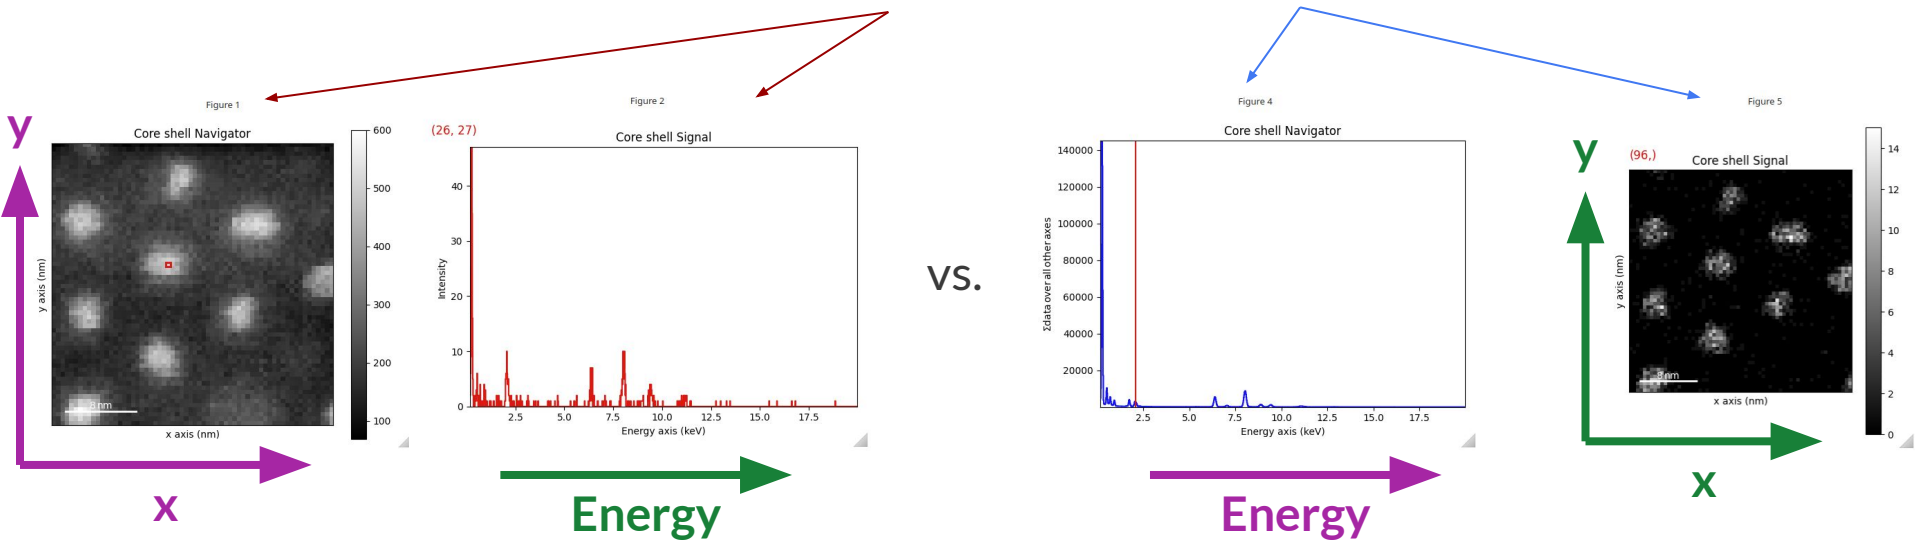 Figure 1
Core shell Navigator
y
y axis (nm)
8 nm
x axis (nm)
x
600
500
400
300
200
100
Figure 2
(26, 27)
Core shell Signal
Intensity
40
30
20
10
0
2.5 5.0 7.5 10.0 12.5 15.0 17.5
Energy axis (keV)
Energy
vs.
Figure 4
Core shell Navigator
Σdata over all other axes
140000
120000
100000
80000
60000
40000
20000
2.5 5.0 7.5 10.0 12.5 15.0 17.5
Energy axis (keV)
Energy
Figure 5
y
(96,)
Core shell Signal
y axis (nm)
8 nm
x axis (nm)
x
14
12
10
8
6
4
2
0